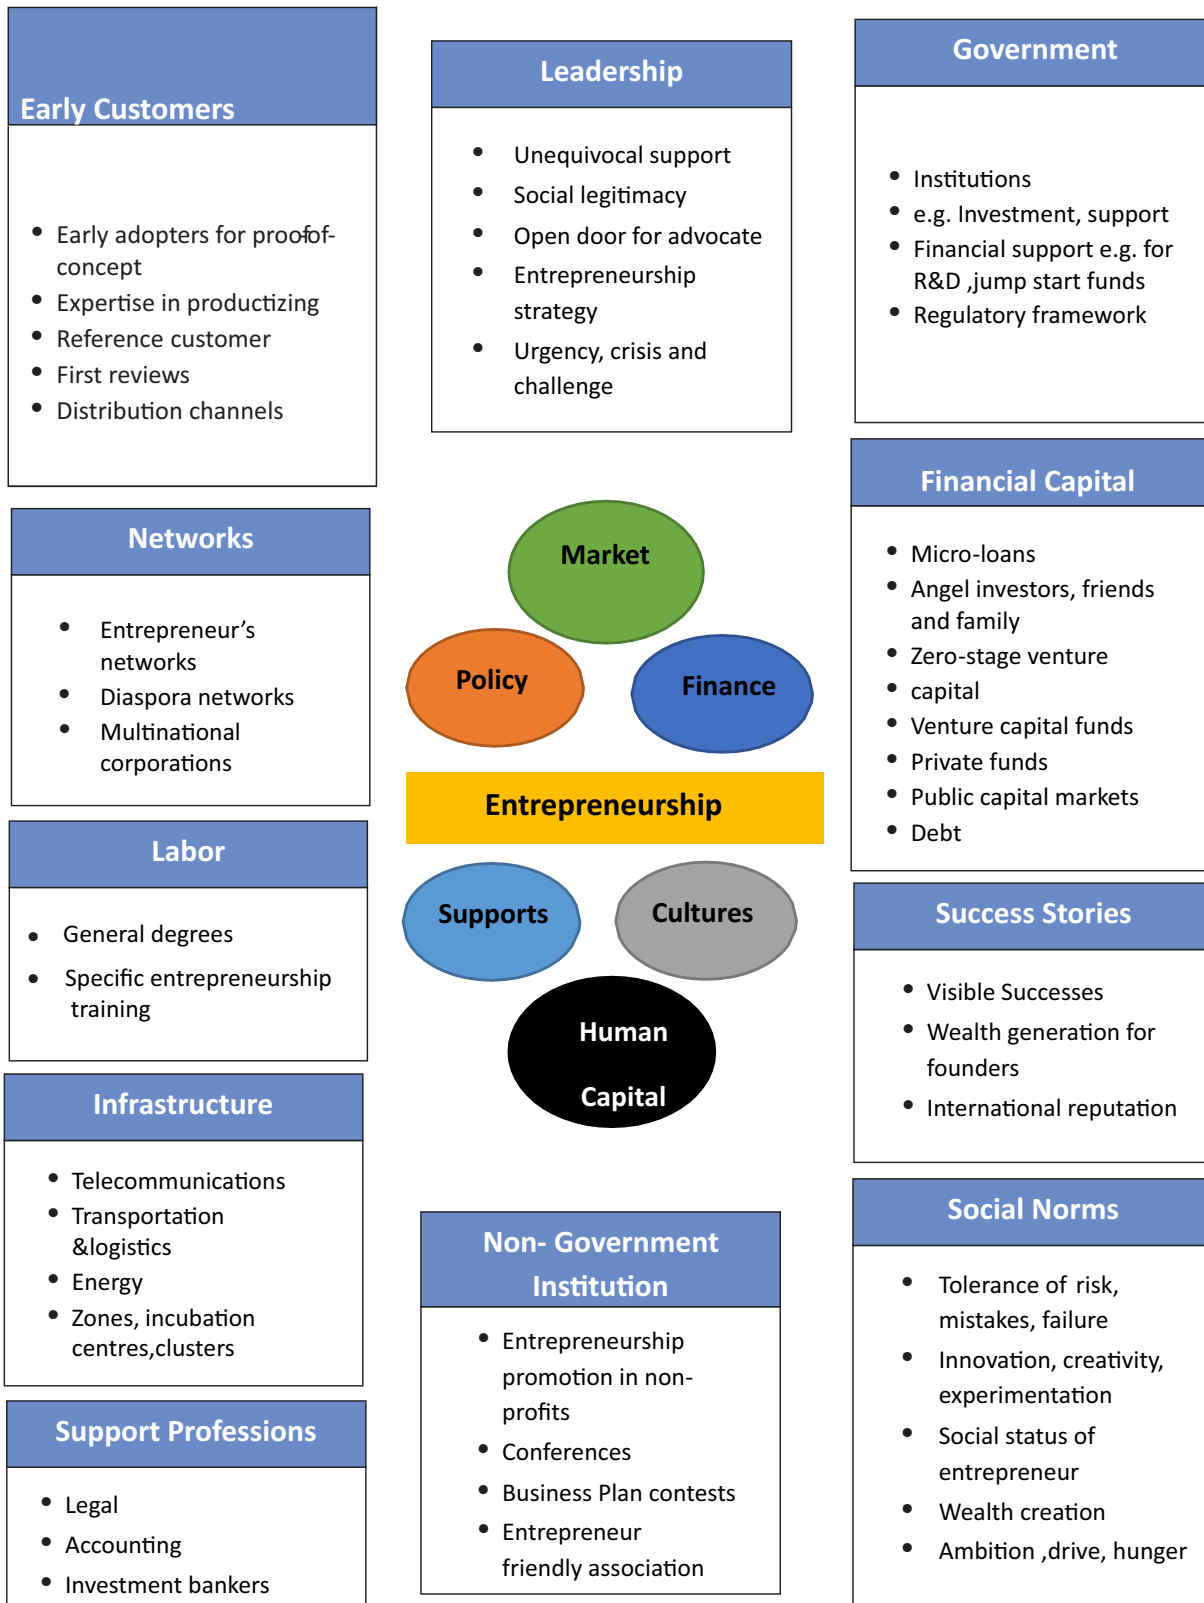 Early Customers
• Early adopters for proof-of-
concept
• Expertise in productizing
• Reference customer
• First reviews
• Distribution channels
Leadership
• Unequivocal support
• Social legitimacy
• Open door for advocate
• Entrepreneurship
strategy
• Urgency, crisis and
challenge
Government
• Institutions
• e.g. Investment, support
• Financial support e.g. for
R&D ,jump start funds
• Regulatory framework
Networks
• Entrepreneur’s
networks
• Diaspora networks
• Multinational
corporations
Market
Policy
Finance
Entrepreneurship
Supports
Cultures
Human
Capital
Financial Capital
• Micro-loans
• Angel investors, friends
and family
• Zero-stage venture
• capital
• Venture capital funds
• Private funds
• Public capital markets
• Debt
Labor
• General degrees
• Specific entrepreneurship
training
Success Stories
• Visible Successes
• Wealth generation for
founders
• International reputation
Infrastructure
• Telecommunications
• Transportation
&logistics
• Energy
• Zones, incubation
centres,clusters
Non- Government
Institution
• Entrepreneurship
promotion in non-
profits
• Conferences
• Business Plan contests
• Entrepreneur
friendly association
Social Norms
• Tolerance of risk,
mistakes, failure
• Innovation, creativity,
experimentation
• Social status of
entrepreneur
• Wealth creation
• Ambition ,drive, hunger
Support Professions
• Legal
• Accounting
• Investment bankers